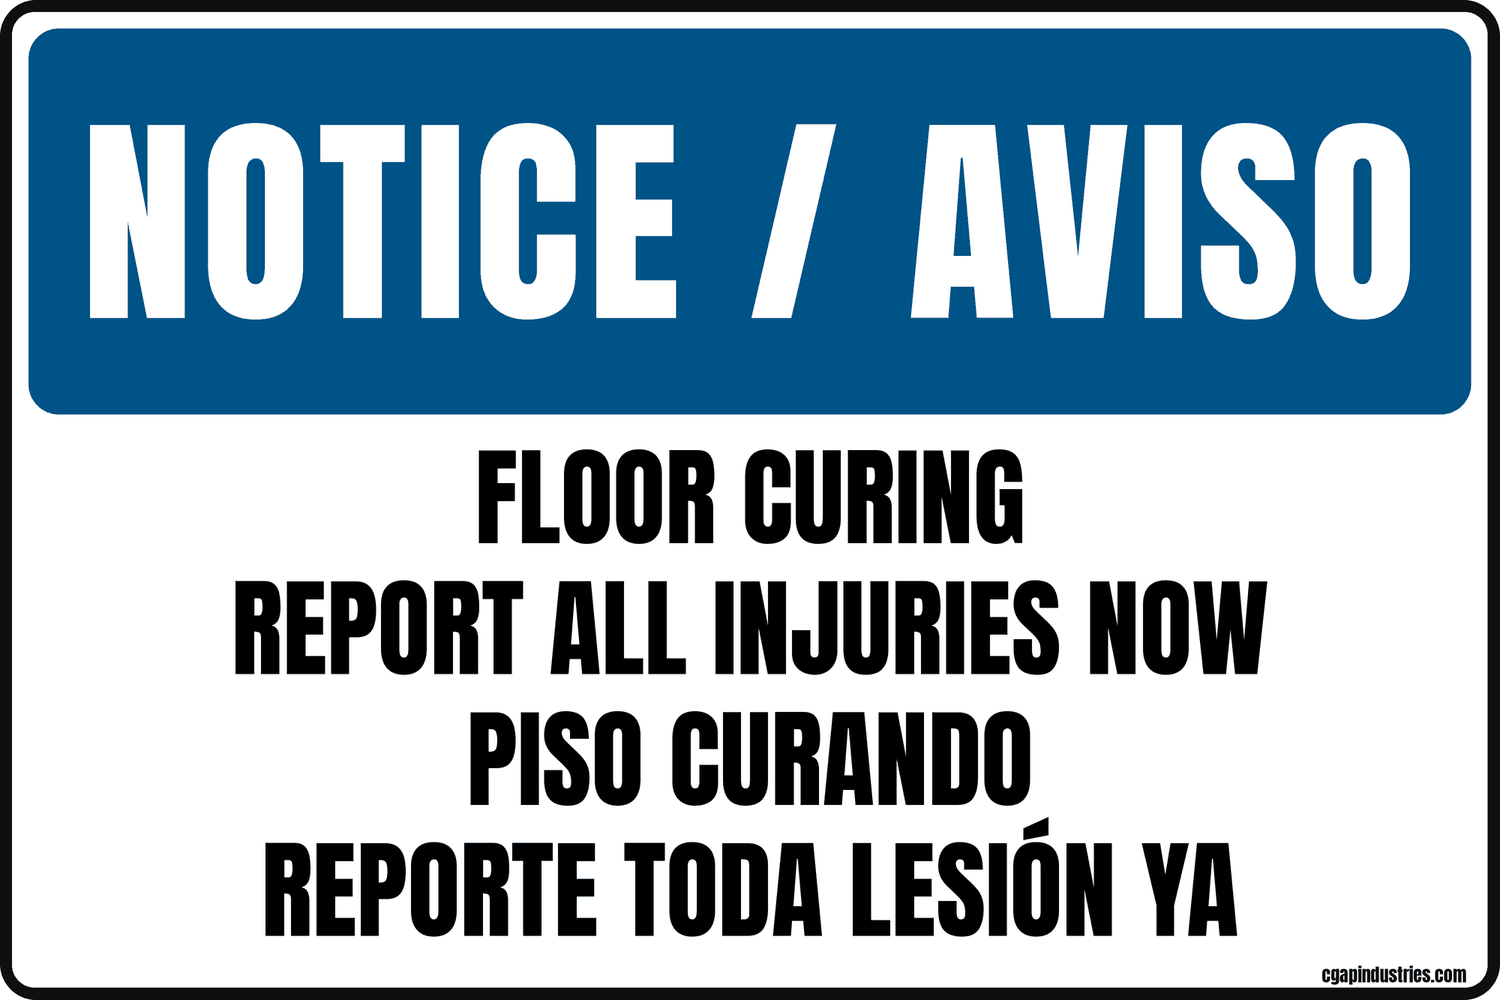 NOTICE / AVISO
FLOOR CURING
REPORT ALL INJURIES NOW
PISO CURANDO
REPORTE TODA LESIÓN YA
cgapindustries.com